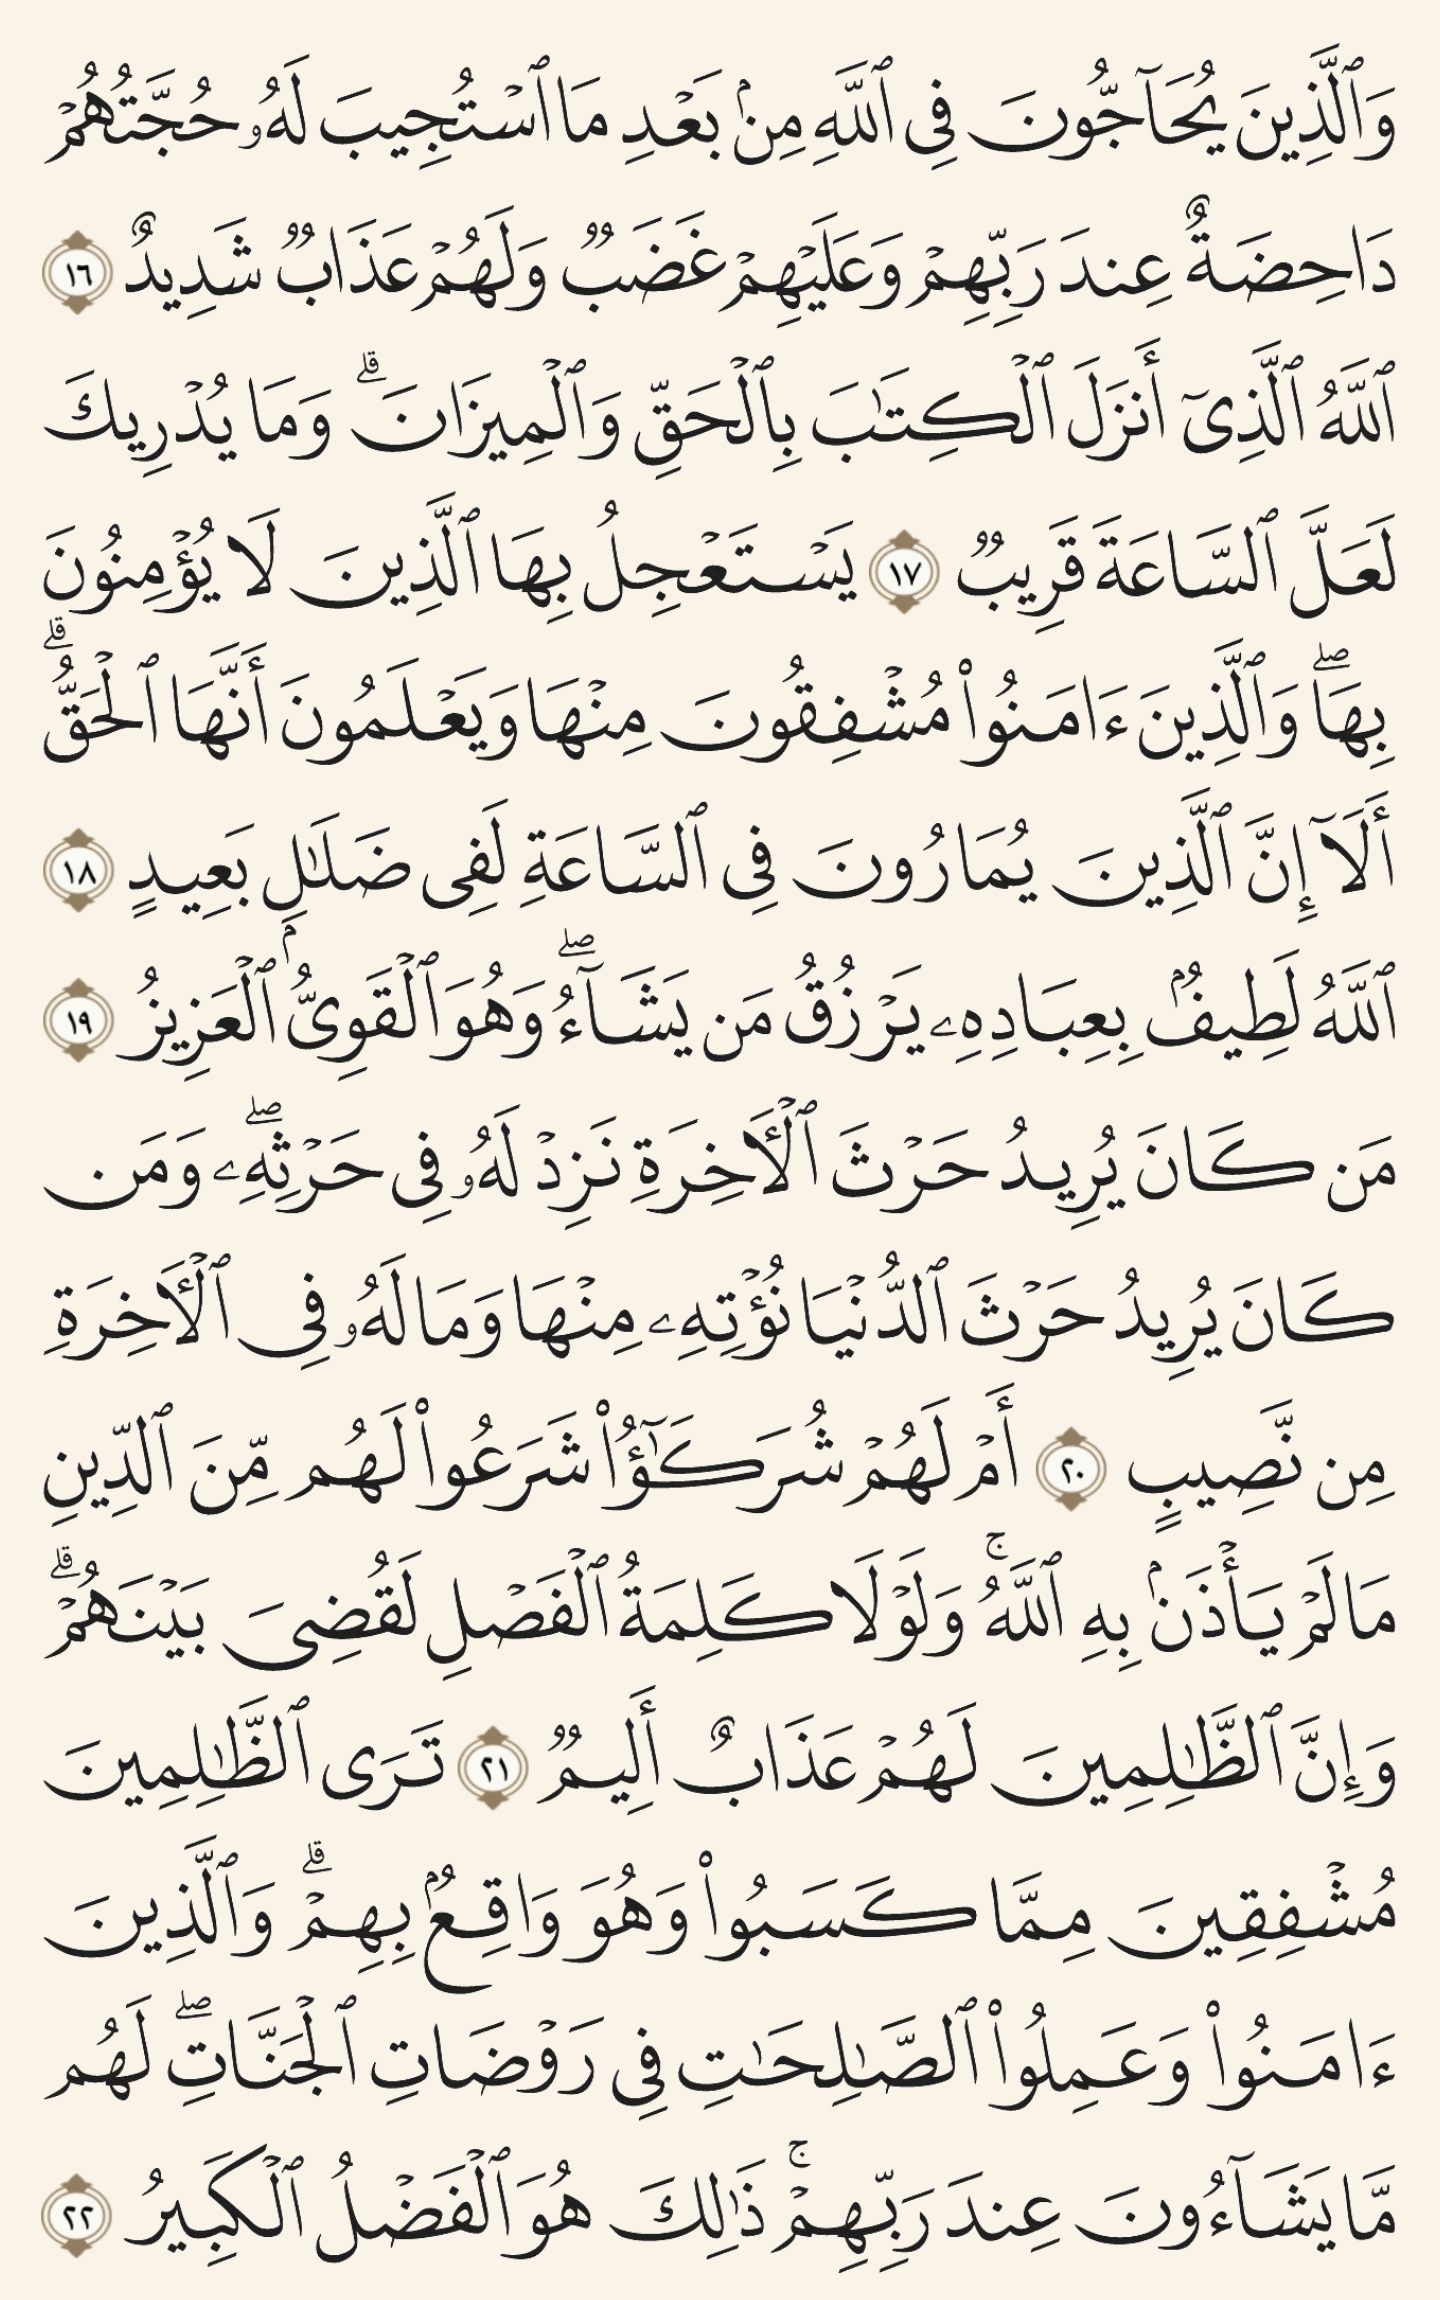 وَٱلَّذِينَ يُحَآجُّونَ فِى ٱللَّهِ مِنۢ بَعْدِ مَا ٱسْتُجِيبَ لَهُۥ حُجَّتُهُمْ
دَاحِضَةٌ عِندَ رَبِّهِمْ وَعَلَيْهِمْ غَضَبٌ وَلَهُمْ عَذَابٌ شَدِيدٌ ١٦
ٱللَّهُ ٱلَّذِىٓ أَنزَلَ ٱلْكِتَٰبَ بِٱلْحَقِّ وَٱلْمِيزَانَ ۗ وَمَا يُدْرِيكَ
لَعَلَّ ٱلسَّاعَةَ قَرِيبٌ ١٧ يَسْتَعْجِلُ بِهَا ٱلَّذِينَ لَا يُؤْمِنُونَ
بِهَا ۖ وَٱلَّذِينَ ءَامَنُوا۟ مُشْفِقُونَ مِنْهَا وَيَعْلَمُونَ أَنَّهَا ٱلْحَقُّ ۗ
أَلَآ إِنَّ ٱلَّذِينَ يُمَارُونَ فِى ٱلسَّاعَةِ لَفِى ضَلَٰلٍۭ بَعِيدٍ ١٨
ٱللَّهُ لَطِيفٌۢ بِعِبَادِهِۦ يَرْزُقُ مَن يَشَآءُ ۖ وَهُوَ ٱلْقَوِىُّ ٱلْعَزِيزُ ١٩
مَن كَانَ يُرِيدُ حَرْثَ ٱلْـَٔاخِرَةِ نَزِدْ لَهُۥ فِى حَرْثِهِۦ ۖ وَمَن
كَانَ يُرِيدُ حَرْثَ ٱلدُّنْيَا نُؤْتِهِۦ مِنْهَا وَمَا لَهُۥ فِى ٱلْـَٔاخِرَةِ
مِن نَّصِيبٍ ٢٠ أَمْ لَهُمْ شُرَكَٰٓؤُا۟ شَرَعُوا۟ لَهُم مِّنَ ٱلدِّينِ
مَا لَمْ يَأْذَنۢ بِهِ ٱللَّهُ ۚ وَلَوْلَا كَلِمَةُ ٱلْفَصْلِ لَقُضِىَ بَيْنَهُمْ ۗ
وَإِنَّ ٱلظَّٰلِمِينَ لَهُمْ عَذَابٌ أَلِيمٌ ٢١ تَرَى ٱلظَّٰلِمِينَ
مُشْفِقِينَ مِمَّا كَسَبُوا۟ وَهُوَ وَاقِعٌۢ بِهِمْ ۗ وَٱلَّذِينَ
ءَامَنُوا۟ وَعَمِلُوا۟ ٱلصَّٰلِحَٰتِ فِى رَوْضَاتِ ٱلْجَنَّاتِ ۖ لَهُم
مَّا يَشَآءُونَ عِندَ رَبِّهِمْ ۚ ذَٰلِكَ هُوَ ٱلْفَضْلُ ٱلْكَبِيرُ ٢٢